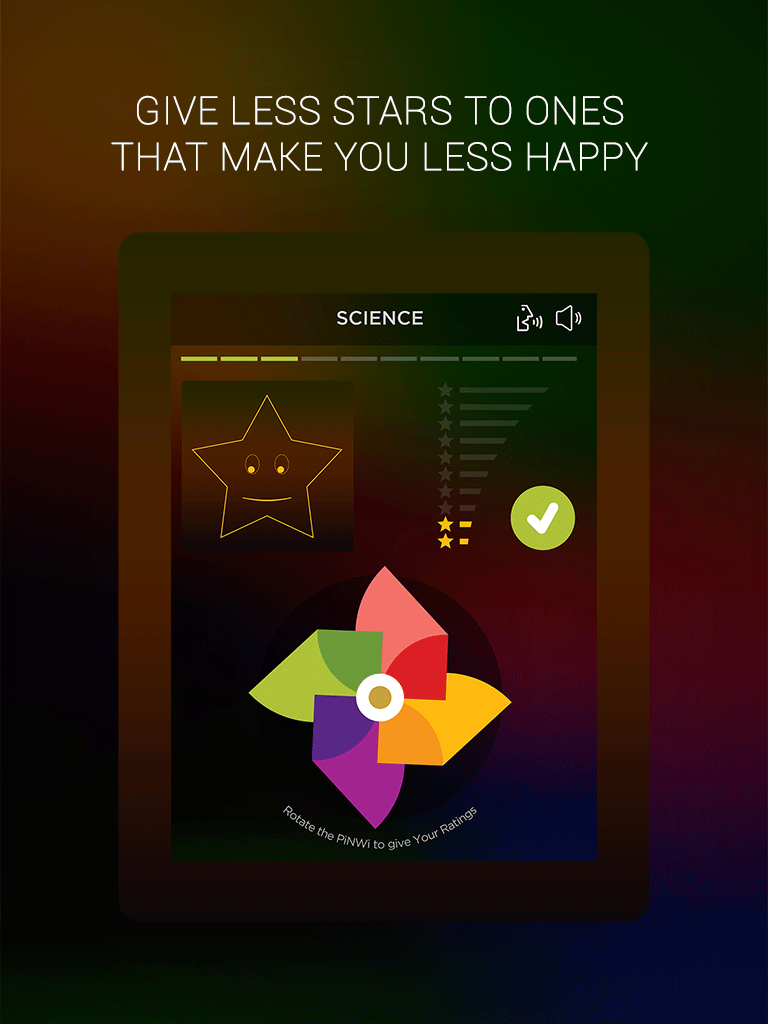 GIVE LESS STARS TO ONES
THAT MAKE YOU LESS HAPPY
SCIENCE
Rotate the PiNWi to give Your Ratings